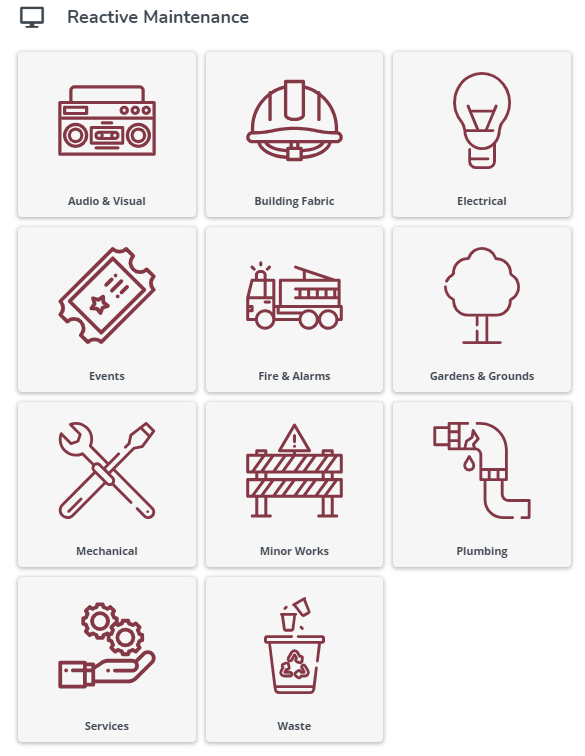 Reactive Maintenance
Audio & Visual
Building Fabric
Electrical
Events
Fire & Alarms
Gardens & Grounds
Mechanical
Minor Works
Plumbing
Services
Waste